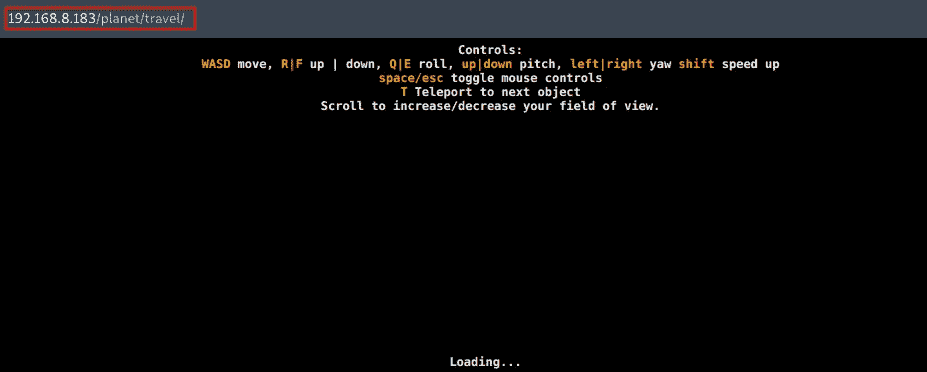 192.168.8.183/planet/travel/
Controls:
WASD move, R|F up | down, Q|E roll, up|down pitch, left|right yaw shift speed up
space/esc toggle mouse controls
T Teleport to next object
Scroll to increase/decrease your field of view.
Loading...